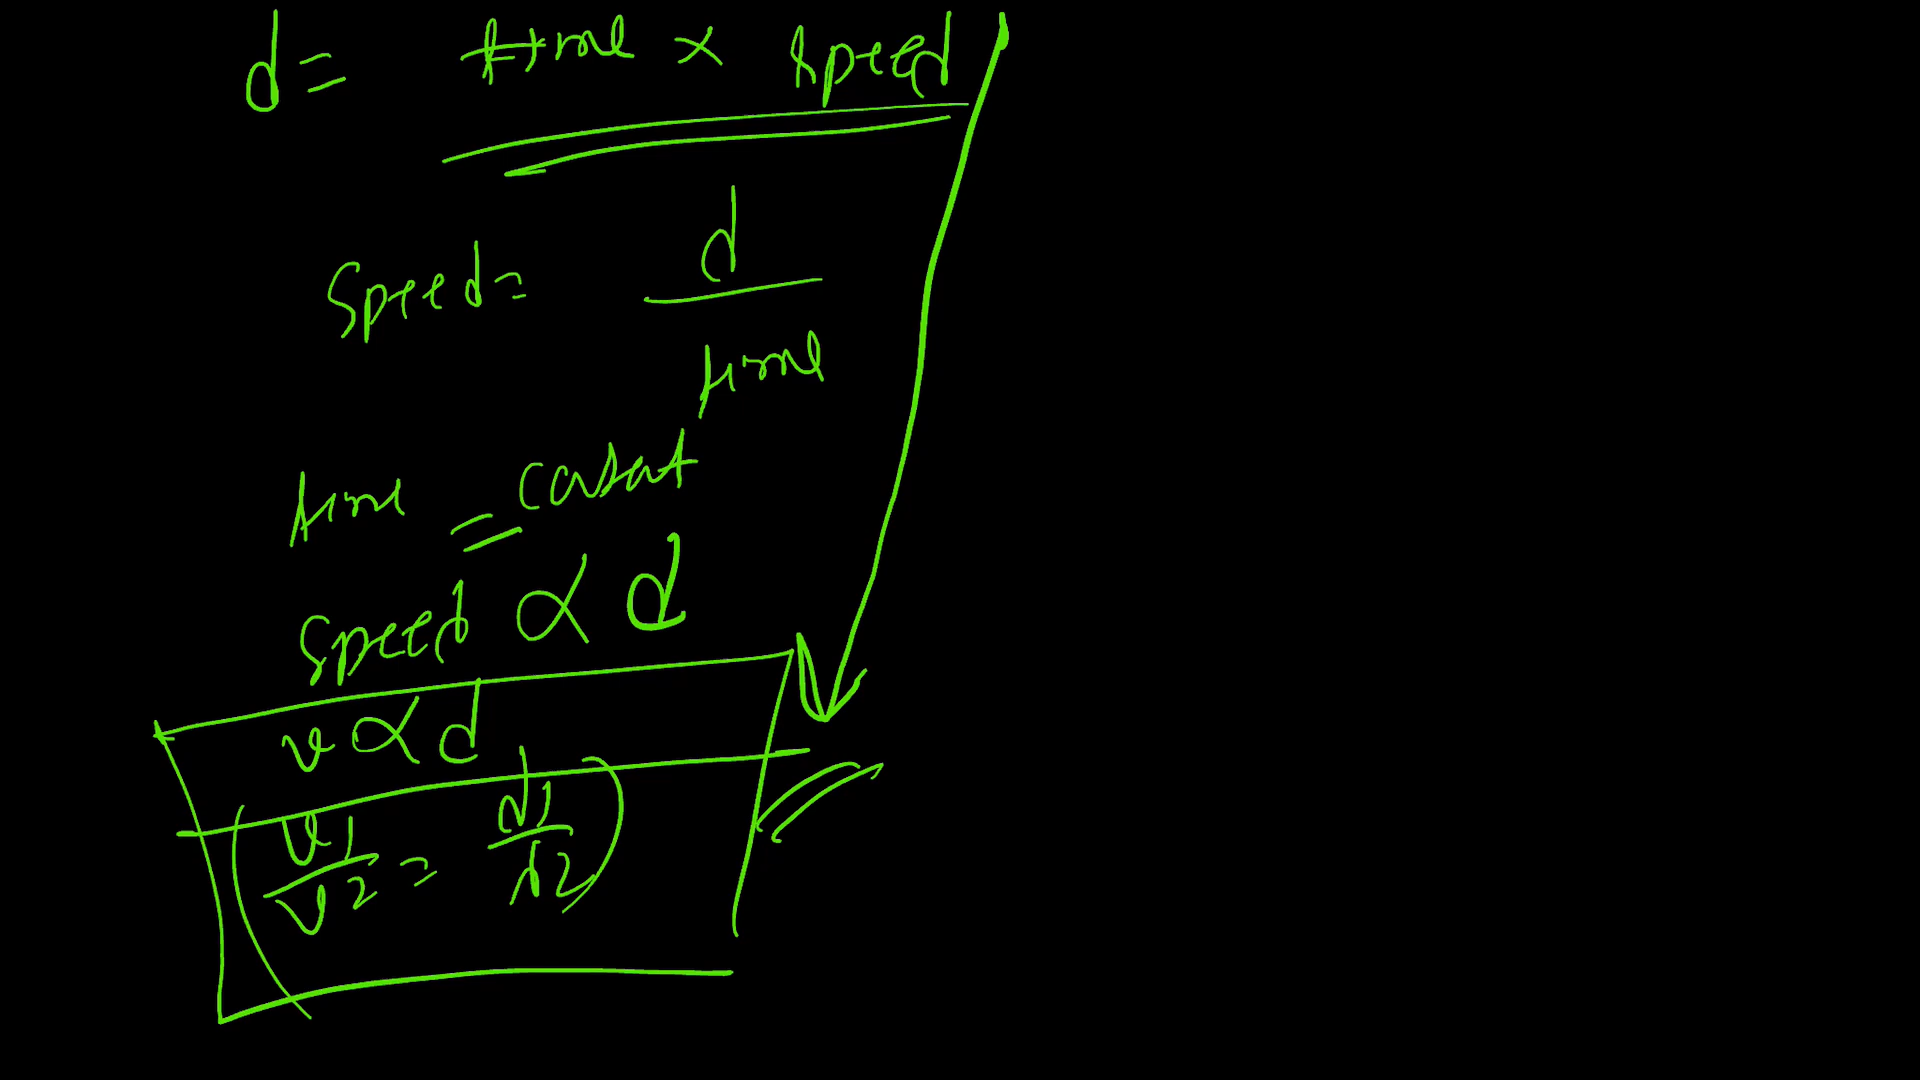 d= time × speed
speed= d
time
time = constant
speed ∝ d
v ∝ d
(v1/v2 = d1/d2)